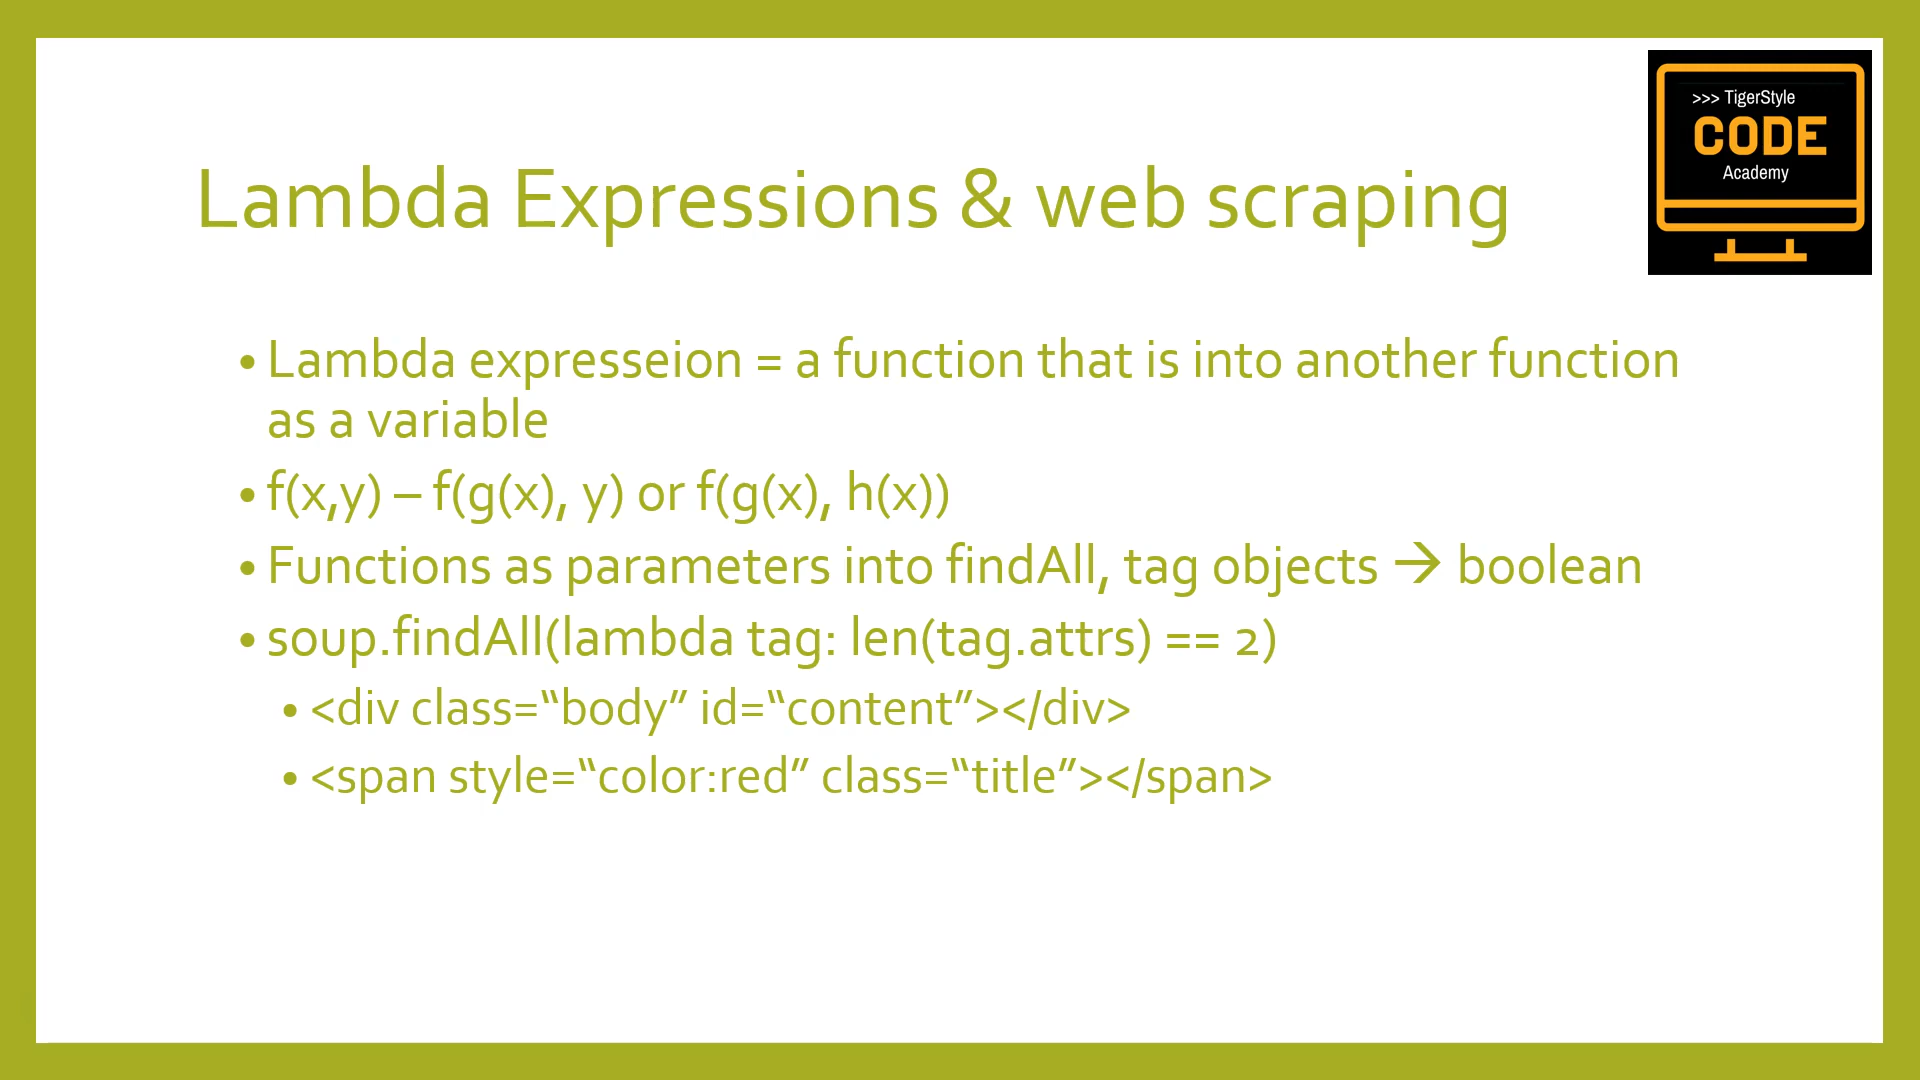 >>> TigerStyle
CODE
Academy
Lambda Expressions & web scraping
• Lambda expresseion = a function that is into another function
as a variable
• f(x,y) – f(g(x), y) or f(g(x), h(x))
• Functions as parameters into findAll, tag objects → boolean
• soup.findAll(lambda tag: len(tag.attrs) == 2)
• <div class=“body” id=“content”></div>
• <span style=“color:red” class=“title”></span>